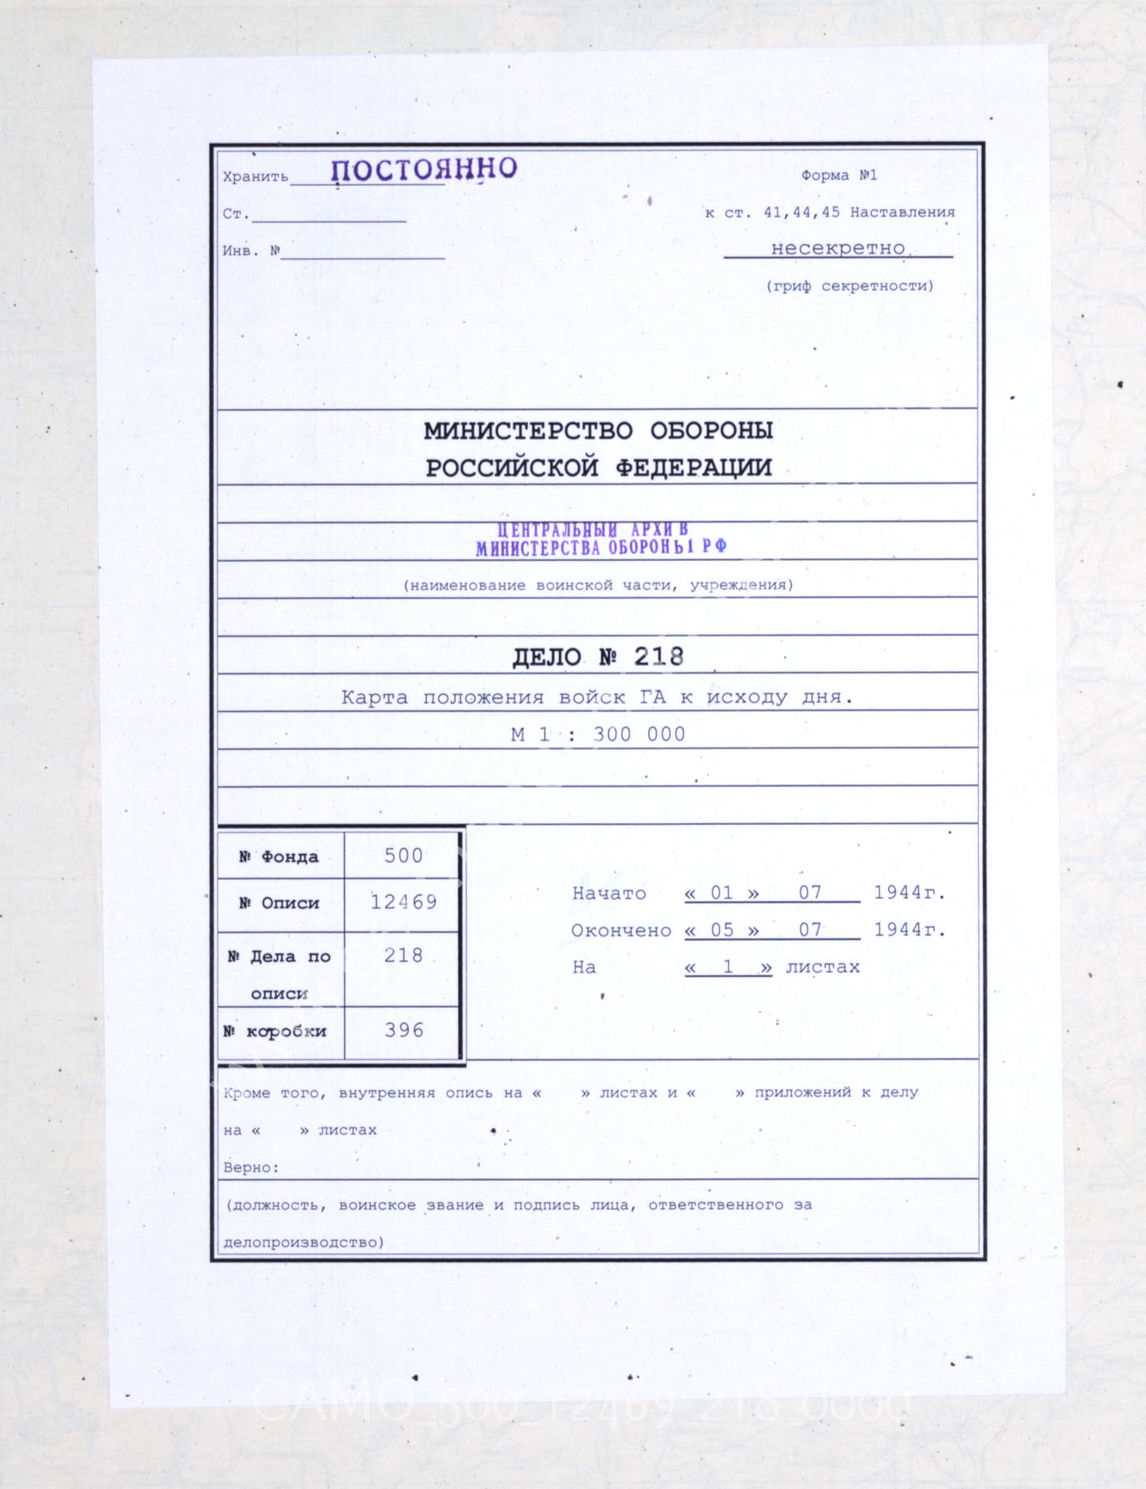 Хранить ПОСТОЯННО
Форма №1
Ст.
к ст. 41,44,45 Наставления
Инв. №
несекретно
(гриф секретности)
МИНИСТЕРСТВО ОБОРОНЫ
РОССИЙСКОЙ ФЕДЕРАЦИИ
ЦЕНТРАЛЬНЫЙ АРХИВ
МИНИСТЕРСТВА ОБОРОНЫ РФ
(наименование воинской части, учреждения)
ДЕЛО № 218
Карта положения войск ГА к исходу дня.
М 1 : 300 000
№ Фонда 500
№ Описи 12469
№ Дела по 218
описи
№ коробки 396
Начато « 01 » 07 1944г.
Окончено « 05 » 07 1944г.
На « 1 » листах
Кроме того, внутренняя опись на « » листах и « » приложений к делу
на « » листах
Верно:
(должность, воинское звание и подпись лица, ответственного за
делопроизводство)
CAMO_500_12469_218_0000